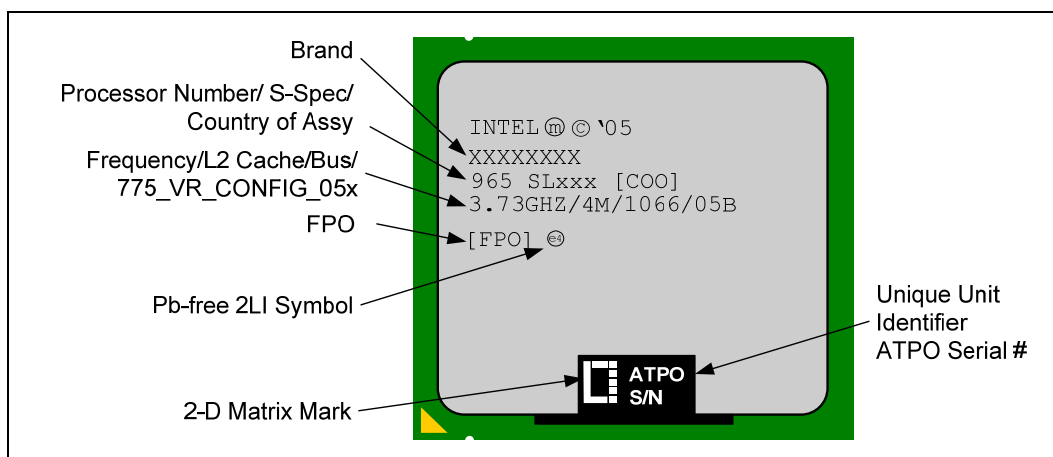 Brand
Processor Number/ S-Spec/
Country of Assy
Frequency/L2 Cache/Bus/
775_VR_CONFIG_05x
FPO
Pb-free 2LI Symbol
2-D Matrix Mark
INTEL ⓜ © '05
XXXXXXXX
965 SLxxx [COO]
3.73GHZ/4M/1066/05B
[FPO] e4
ATPO
S/N
Unique Unit
Identifier
ATPO Serial #